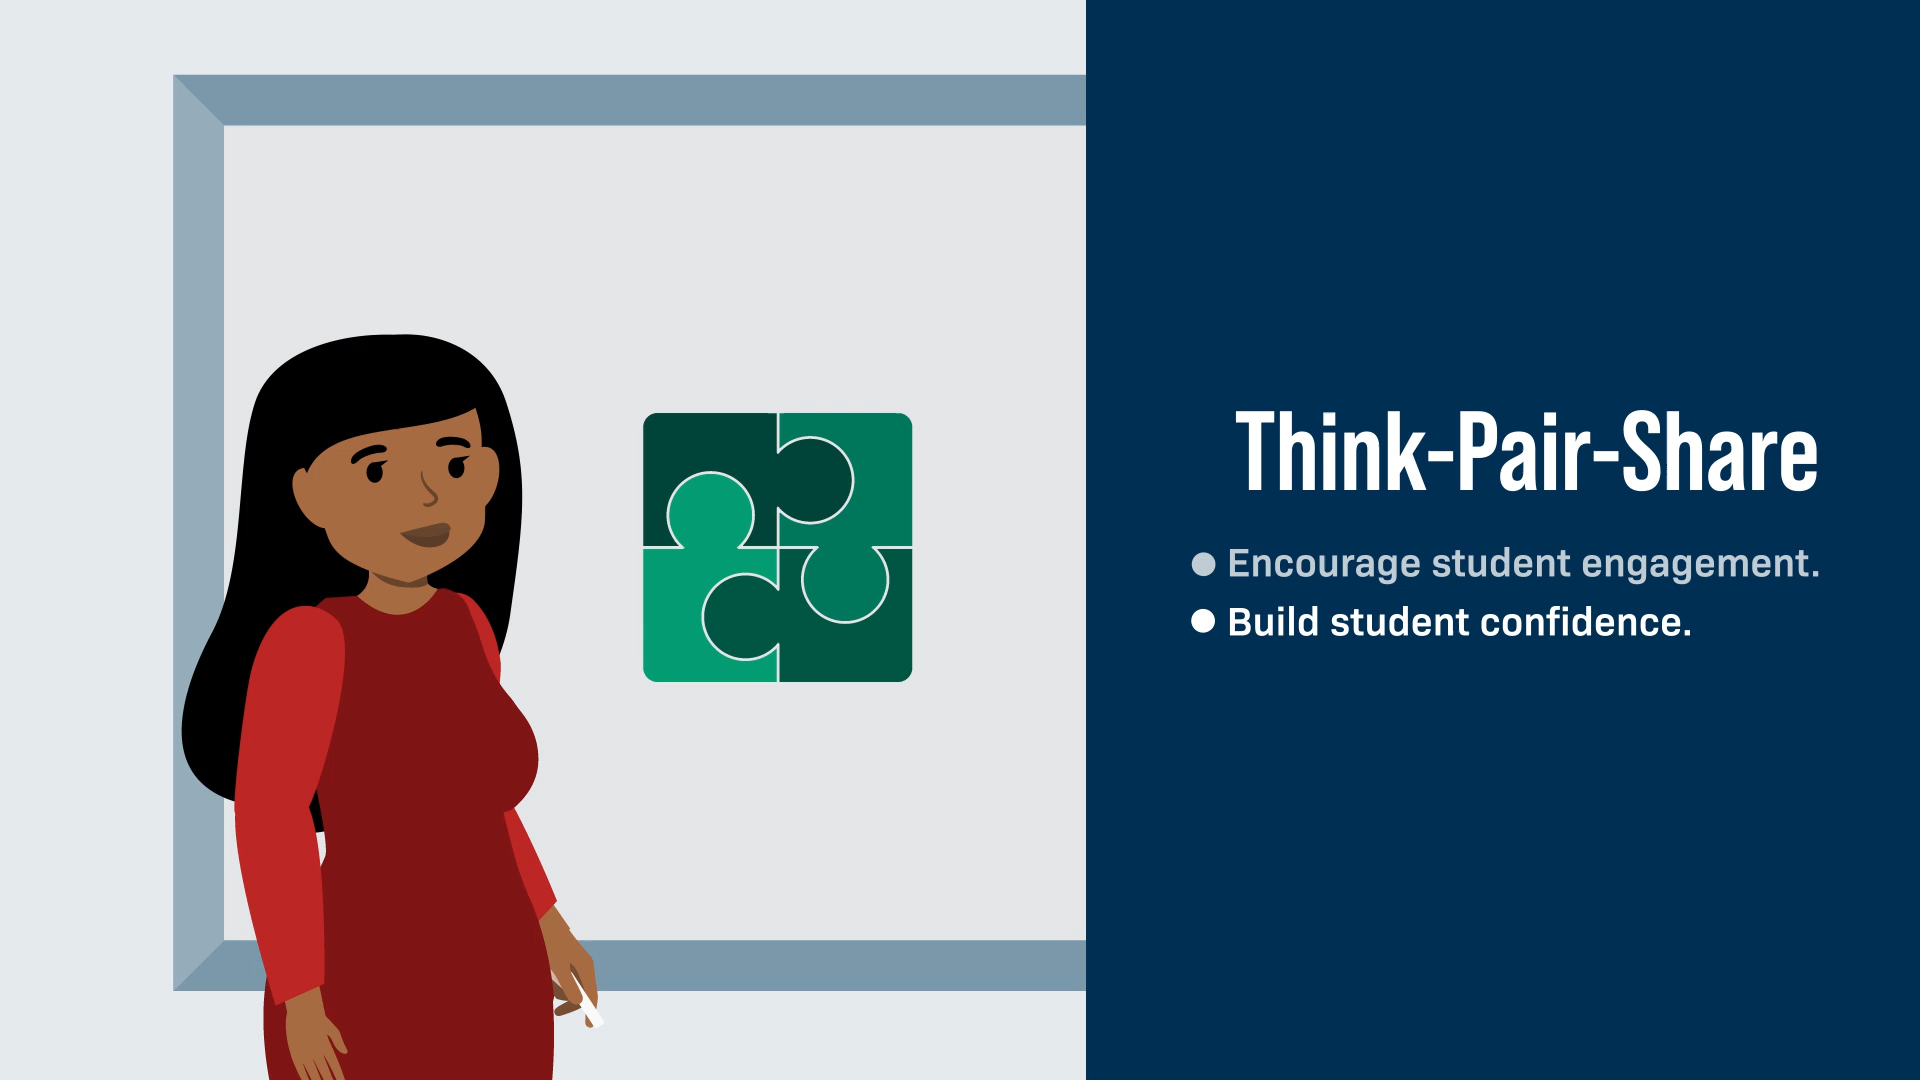 Think-Pair-Share
Encourage student engagement.
Build student confidence.